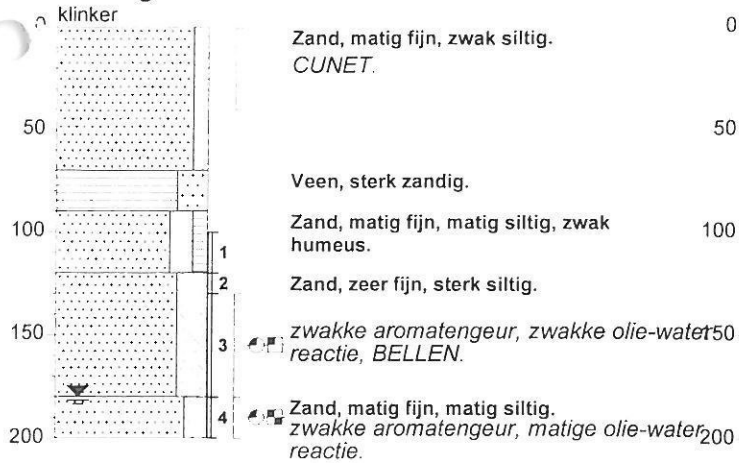 klinker
0 Zand, matig fijn, zwak siltig. 0
CUNET.
50 50
Veen, sterk zandig.
100 Zand, matig fijn, matig siltig, zwak 100
humeus.
1
2 Zand, zeer fijn, sterk siltig.
150 3 zwakke aromatengeur, zwakke olie-water 50
reactie, BELLEN.
4 Zand, matig fijn, matig siltig.
zwakke aromatengeur, matige olie-water
200 reactie. 200